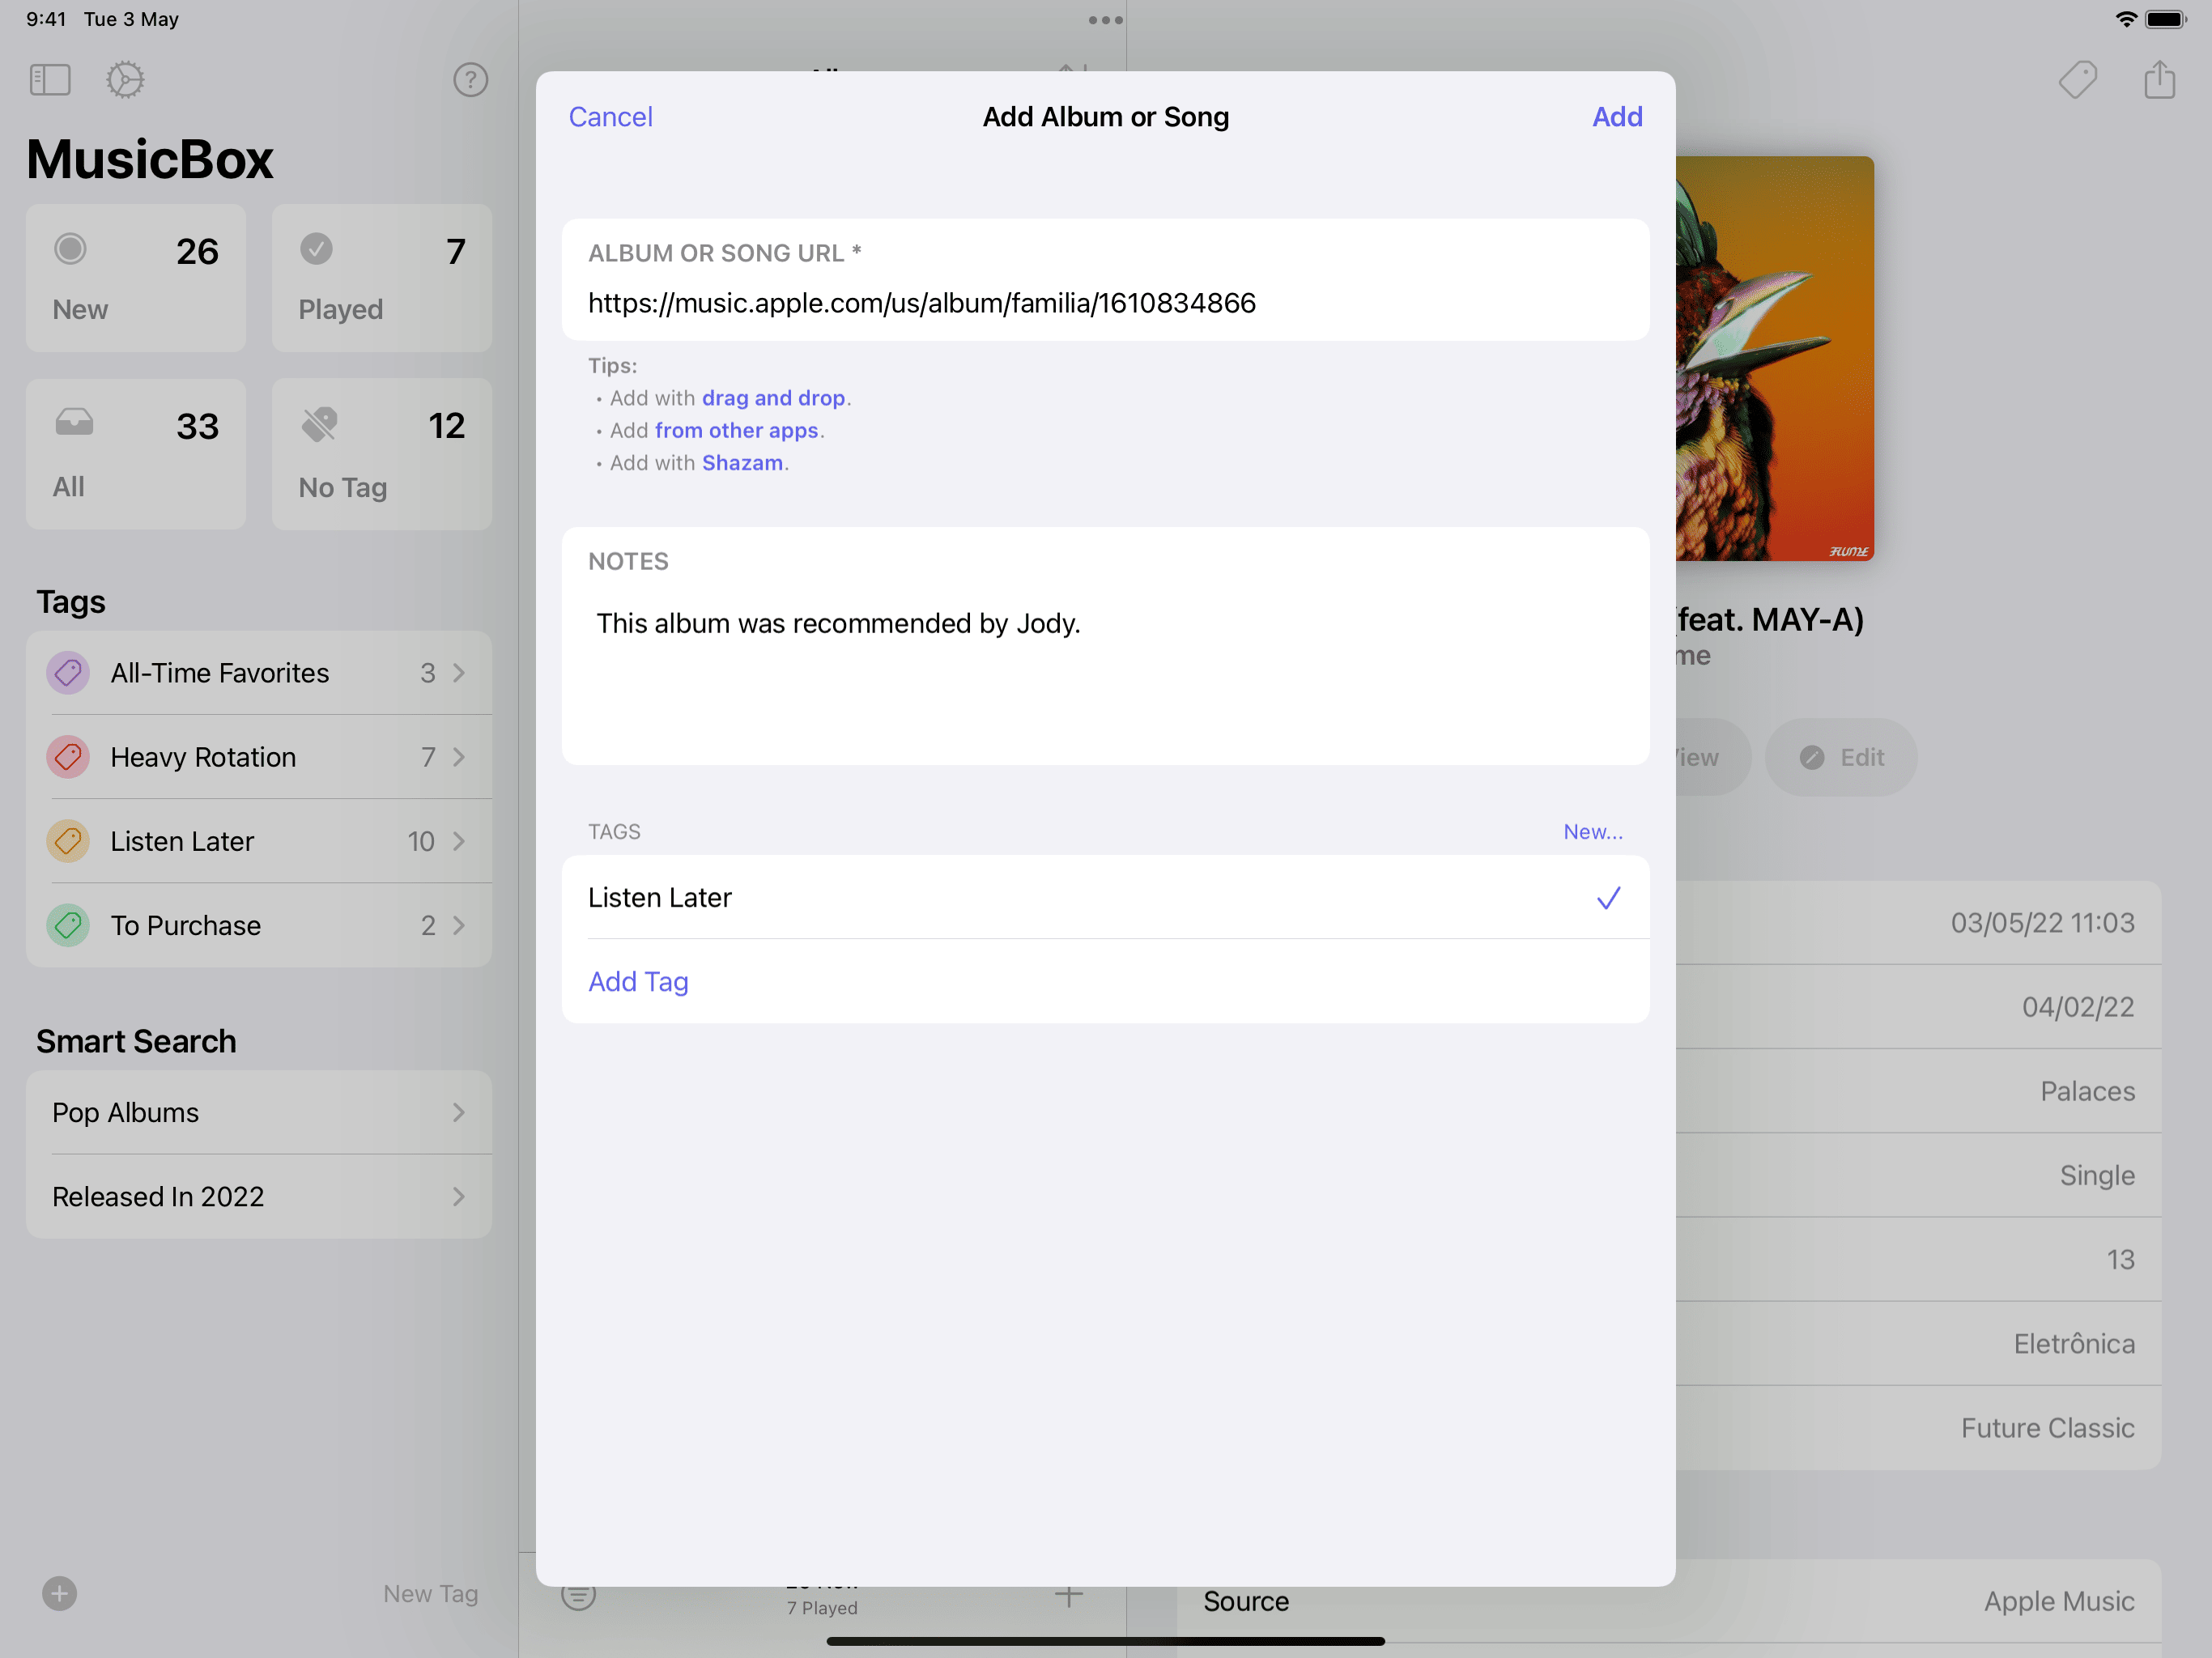 9:41 Tue 3 May
MusicBox
26
New
7
Played
33
All
12
No Tag
Tags
All-Time Favorites 3
Heavy Rotation 7
Listen Later 10
To Purchase 2
Smart Search
Pop Albums
Released In 2022
New Tag
Cancel
Add Album or Song
Add
ALBUM OR SONG URL *
https://music.apple.com/us/album/familia/1610834866
Tips:
• Add with drag and drop.
• Add from other apps.
• Add with Shazam.
NOTES
This album was recommended by Jody.
TAGS
New...
Listen Later
Add Tag
7 Played
FLUME
(feat. MAY-A)
Edit
03/05/22 11:03
04/02/22
Palaces
Single
13
Eletrônica
Future Classic
Source Apple Music